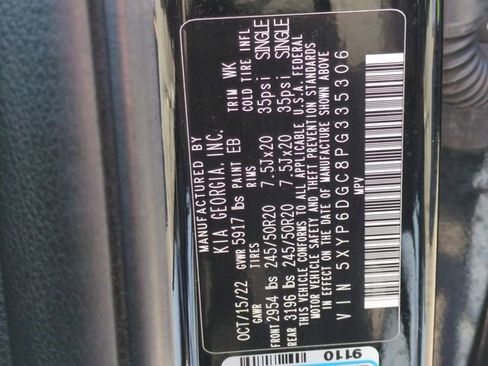 MANUFACTURED BY
KIA GEORGIA, INC.
OCT/15/22 GVWR 5917 lbs PAINT EB TRIM WK
GAWR TIRES RIMS COLD TIRE INFL
FRONT 2954 lbs 245/50R20 7.5Jx20 35psi SINGLE
REAR 3196 lbs 245/50R20 7.5Jx20 35psi SINGLE
THIS VEHICLE CONFORMS TO ALL APPLICABLE U.S.A. FEDERAL
MOTOR VEHICLE SAFETY AND THEFT PREVENTION STANDARDS
IN EFFECT ON THE DATE OF MANUFACTURE SHOWN ABOVE
VIN 5XYP6DGC8PG335306
MPV
9110